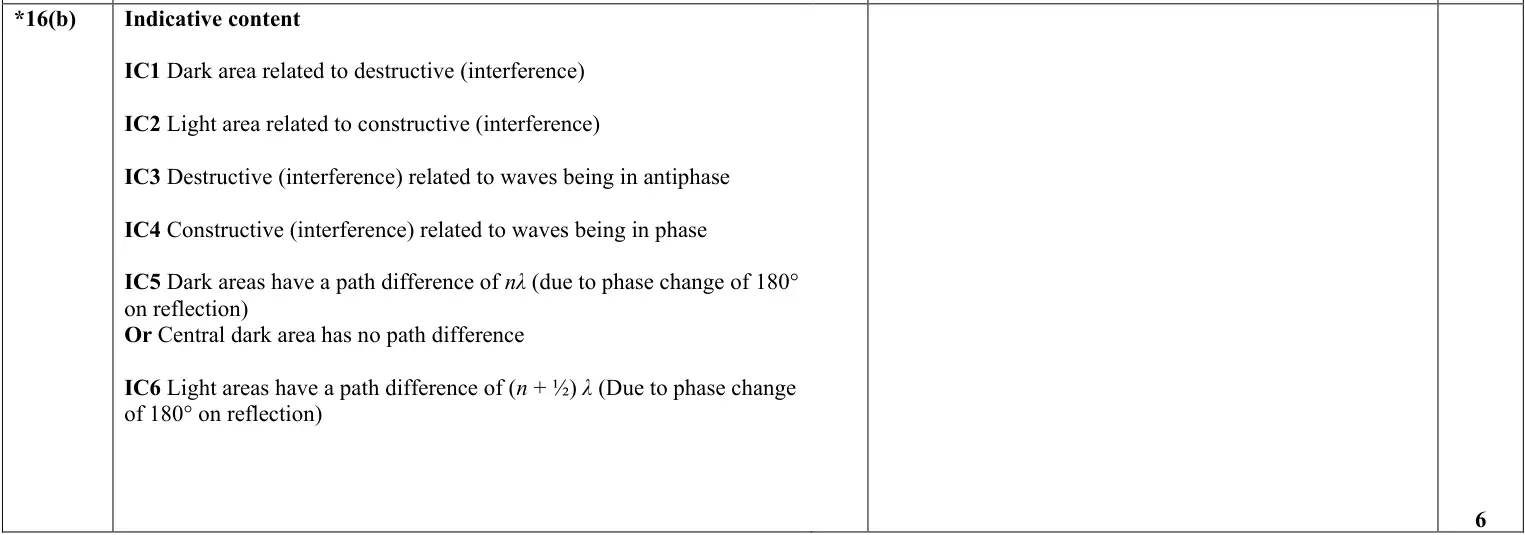 *16(b) Indicative content
IC1 Dark area related to destructive (interference)
IC2 Light area related to constructive (interference)
IC3 Destructive (interference) related to waves being in antiphase
IC4 Constructive (interference) related to waves being in phase
IC5 Dark areas have a path difference of nλ (due to phase change of 180°
on reflection)
Or Central dark area has no path difference
IC6 Light areas have a path difference of (n + ½) λ (Due to phase change
of 180° on reflection)
6